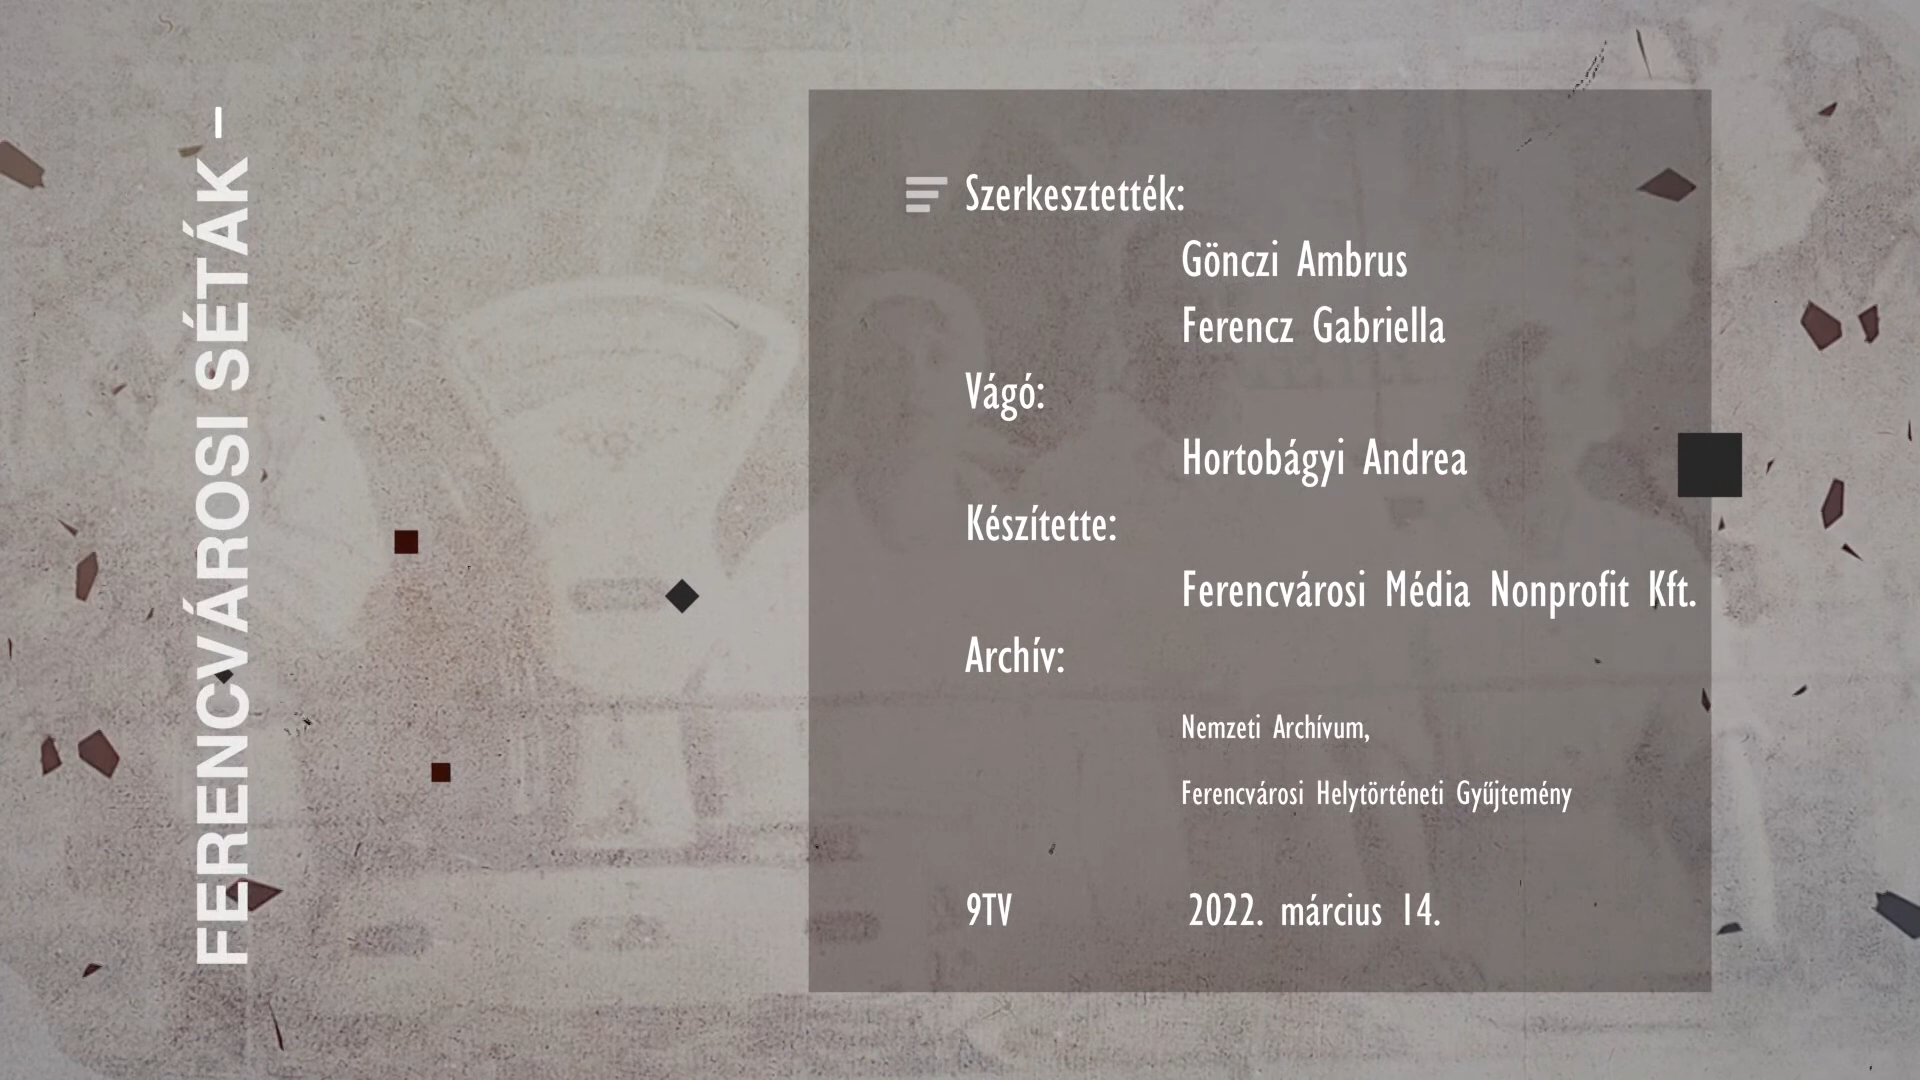 FERENCVÁROSI SÉTÁK –
Szerkesztették:
Gönczi Ambrus
Ferencz Gabriella
Vágó:
Hortobágyi Andrea
Készítette:
Ferencvárosi Média Nonprofit Kft.
Archív:
Nemzeti Archívum,
Ferencvárosi Helytörténeti Gyűjtemény
9TV 2022. március 14.